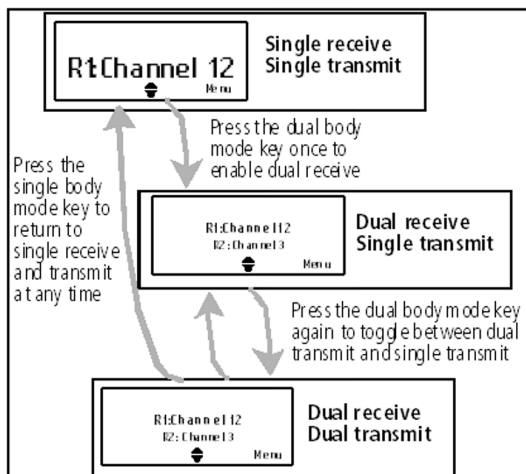 R1:Channel 12
Menu
Single receive
Single transmit
Press the dual body
mode key once to
enable dual receive
Press the
single body
mode key to
return to
single receive
and transmit
at any time
R1:Channel 12
R2: Channel 3
Menu
Dual receive
Single transmit
Press the dual body mode key
again to toggle between dual
transmit and single transmit
R1:Channel 12
R2: Channel 3
Menu
Dual receive
Dual transmit